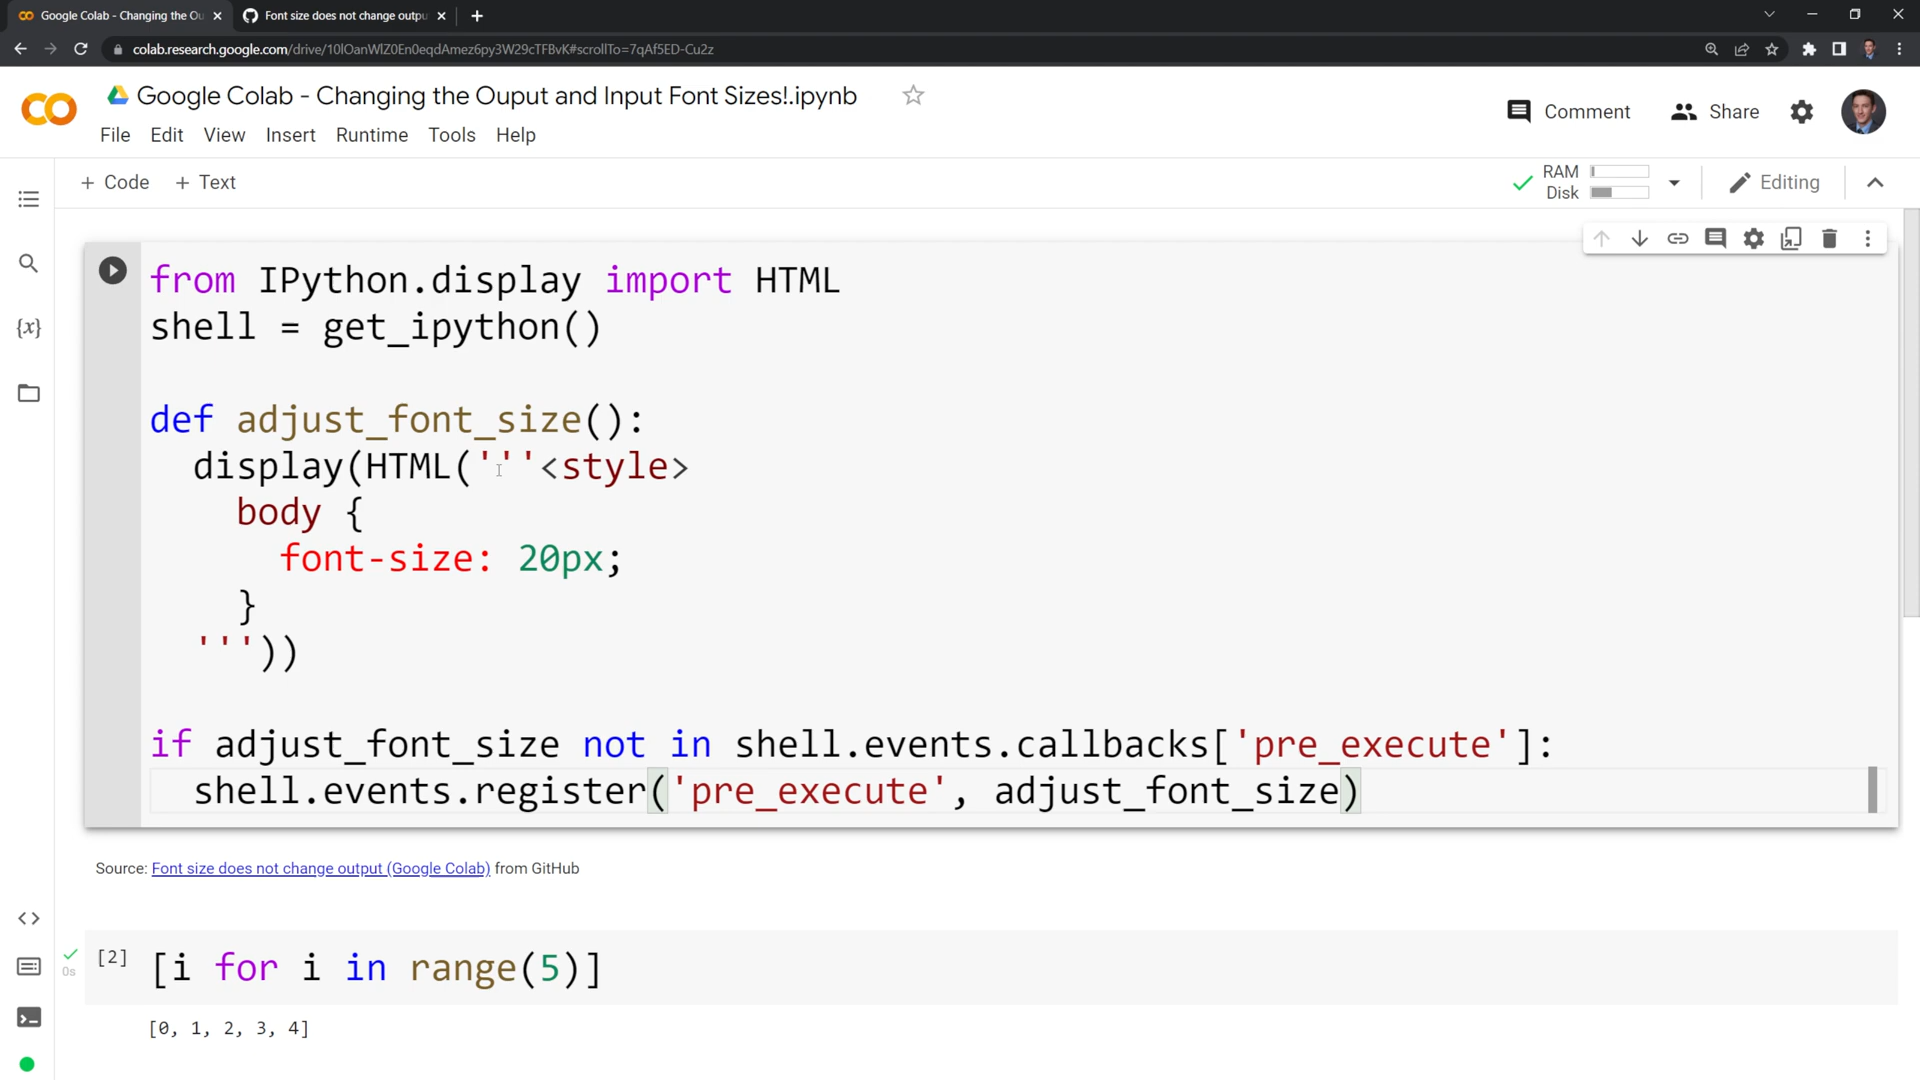 Google Colab - Changing the Ou
Font size does not change outpu
colab.research.google.com/drive/10lOanWlZ0En0eqdAmez6py3W29cTFBvK#scrollTo=7qAf5ED-Cu2z
Google Colab - Changing the Ouput and Input Font Sizes!.ipynb
Comment
Share
File Edit View Insert Runtime Tools Help
+ Code + Text
RAM
Disk
Editing
from IPython.display import HTML
shell = get_ipython()
def adjust_font_size():
display(HTML('''<style>
body {
font-size: 20px;
}
'''))
if adjust_font_size not in shell.events.callbacks['pre_execute']:
shell.events.register('pre_execute', adjust_font_size)
Source: Font size does not change output (Google Colab) from GitHub
[2] [i for i in range(5)]
0s
[0, 1, 2, 3, 4]
{x}